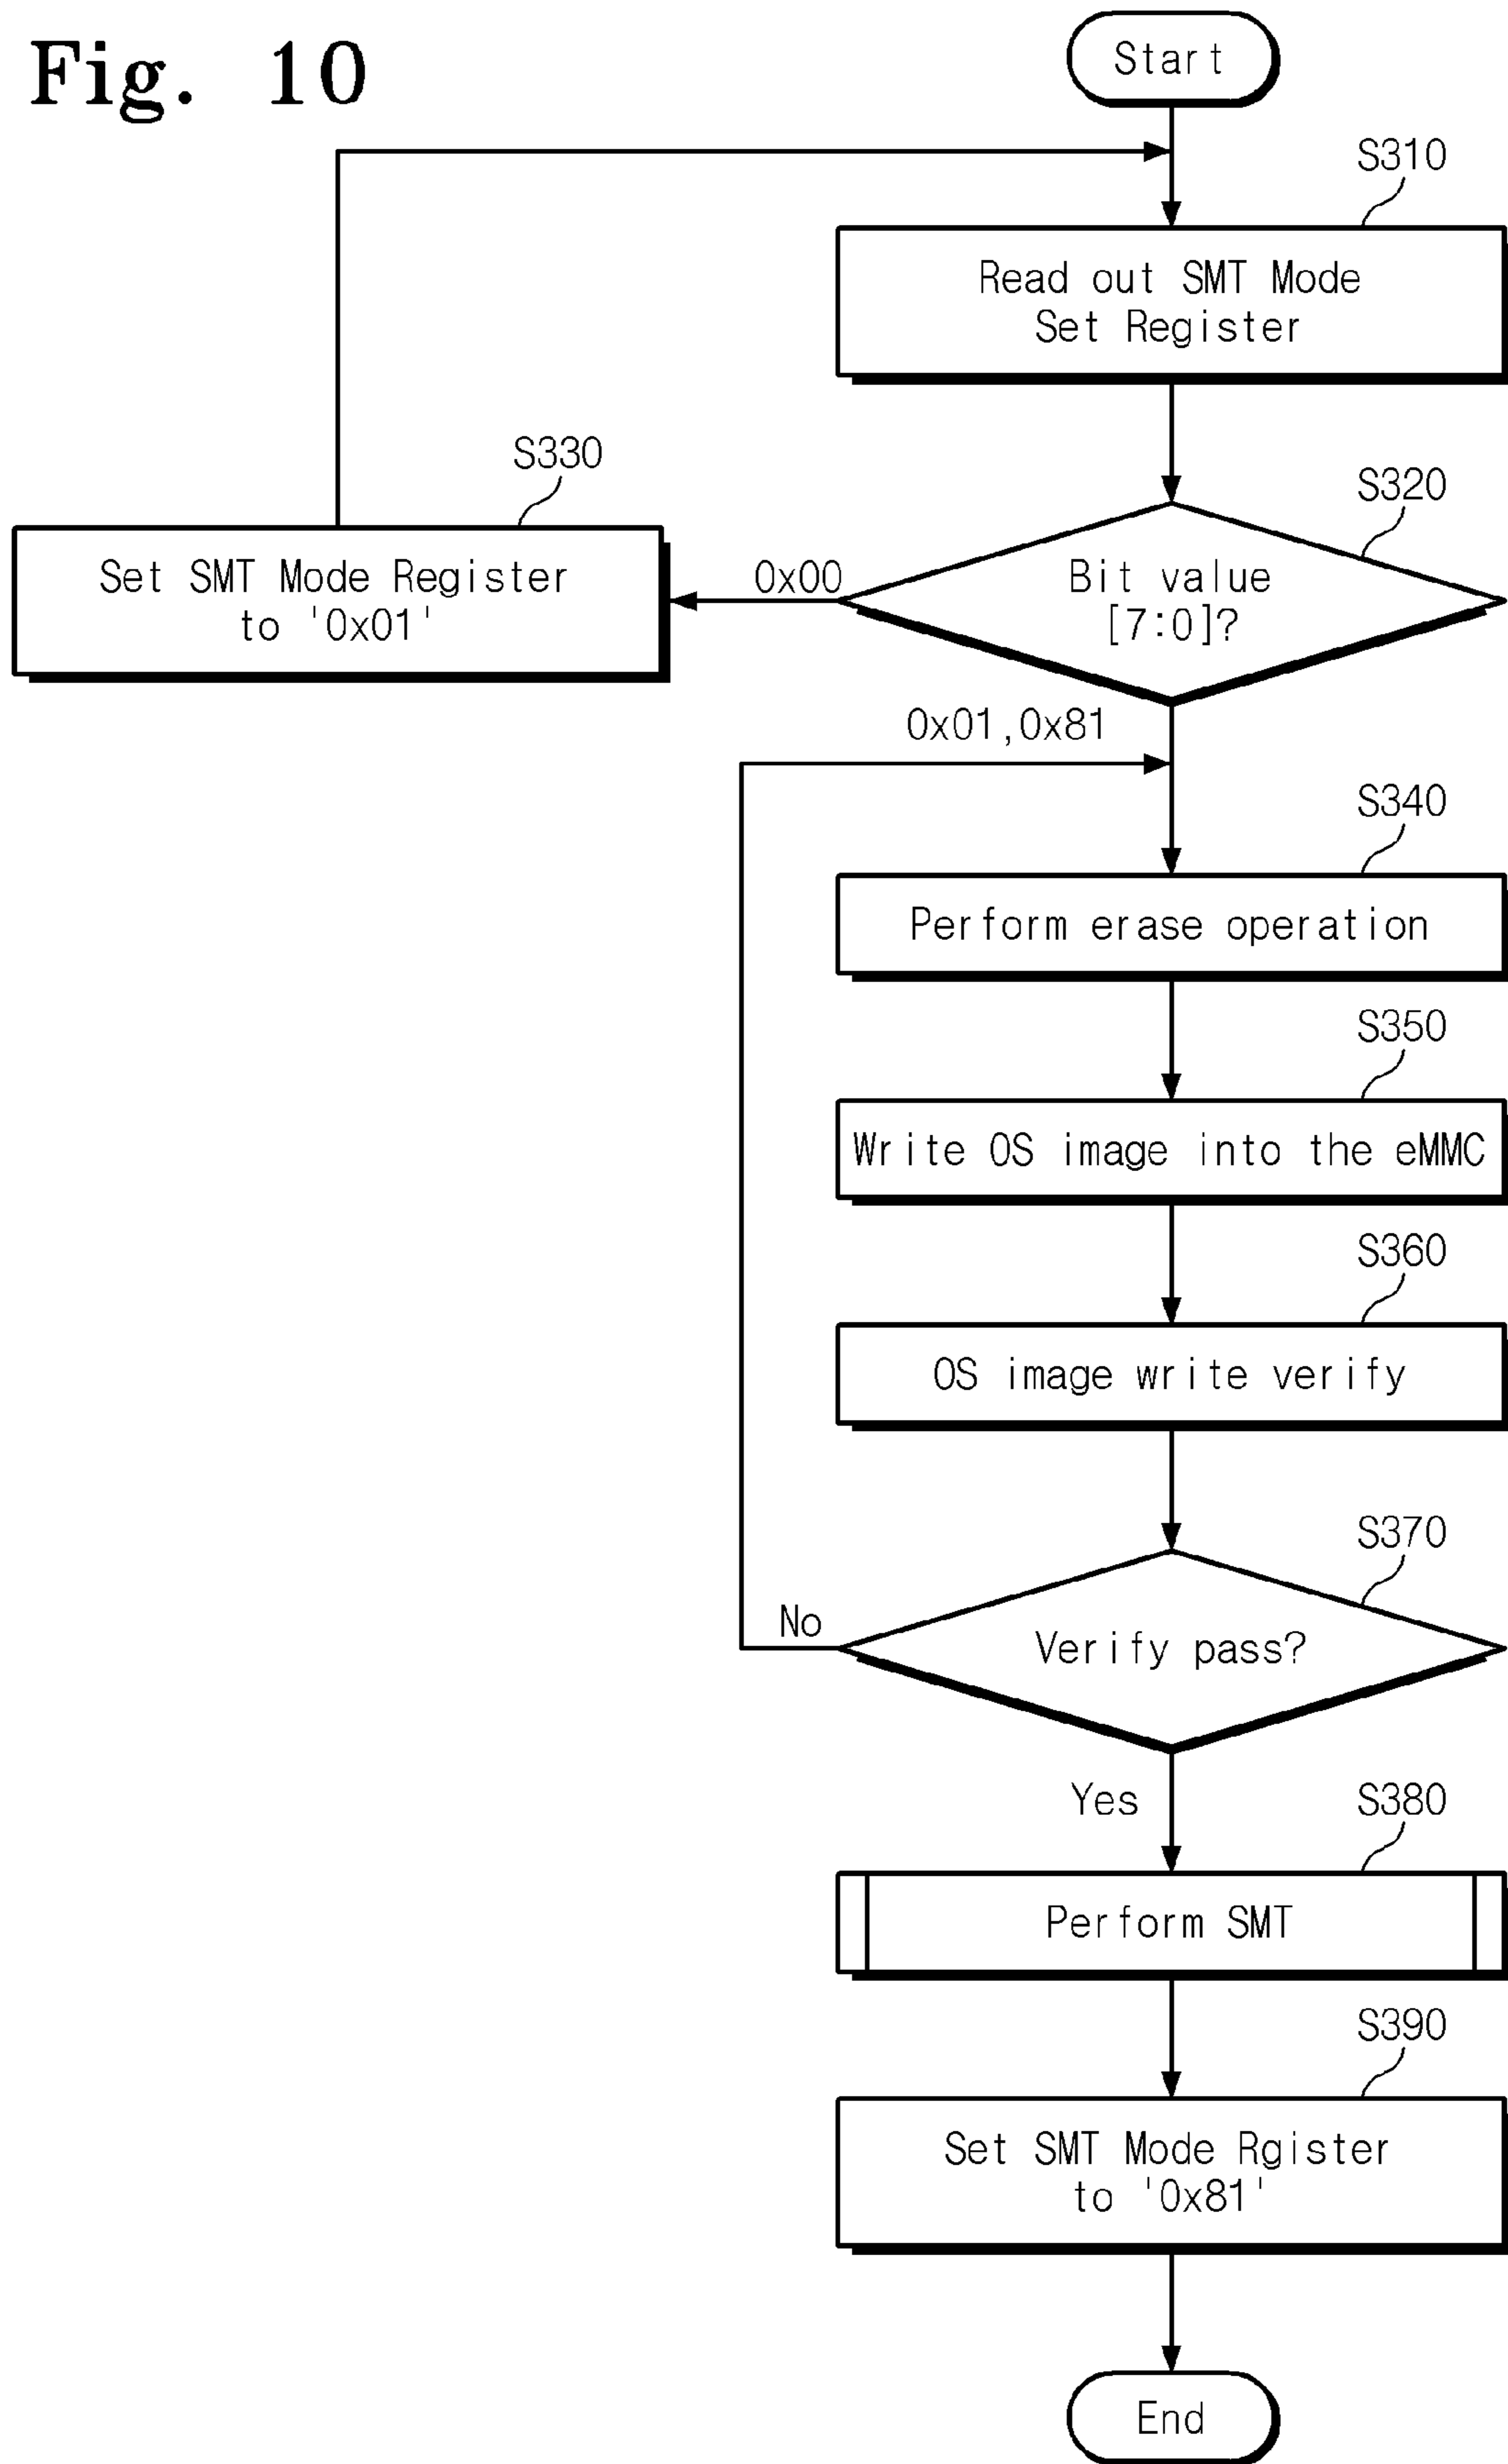 Fig. 10
Start
S310
Read out SMT Mode
Set Register
S330
S320
Set SMT Mode Register
to '0x01'
0x00
Bit value
[7:0]?
0x01,0x81
S340
Perform erase operation
S350
Write OS image into the eMMC
S360
OS image write verify
S370
No
Verify pass?
Yes
S380
Perform SMT
S390
Set SMT Mode Rgister
to '0x81'
End